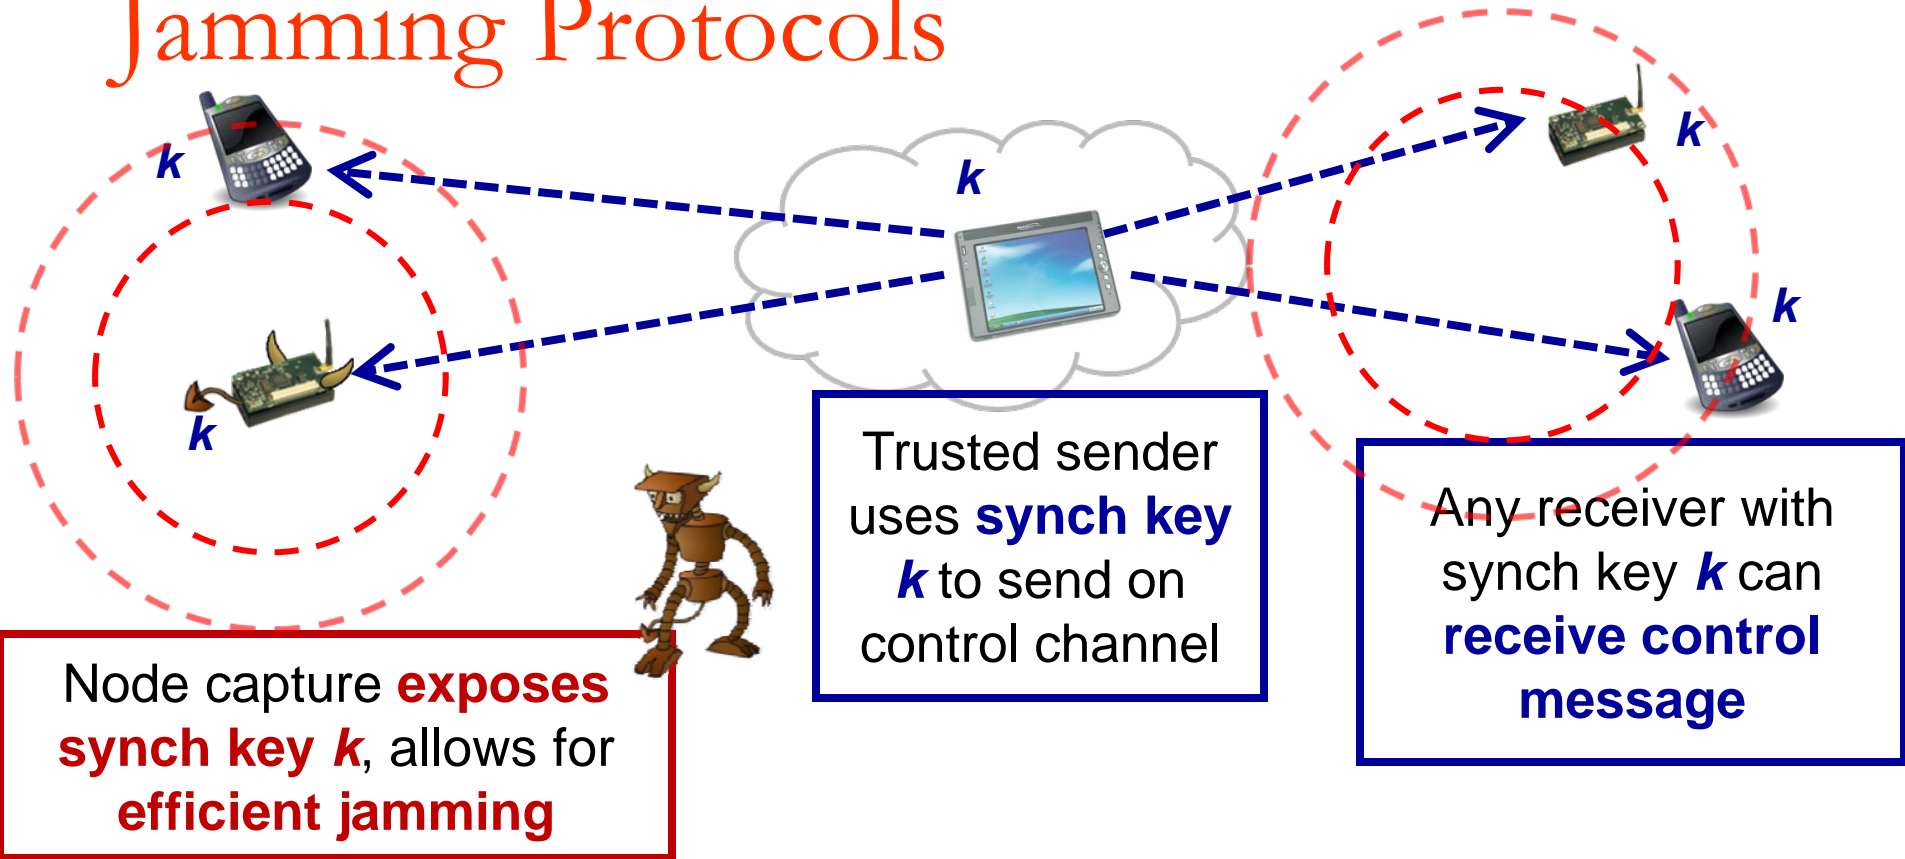 Jamming Protocols
k
k
k
k
k
Trusted sender
uses synch key
k to send on
control channel
Any receiver with
synch key k can
receive control
message
Node capture exposes
synch key k, allows for
efficient jamming